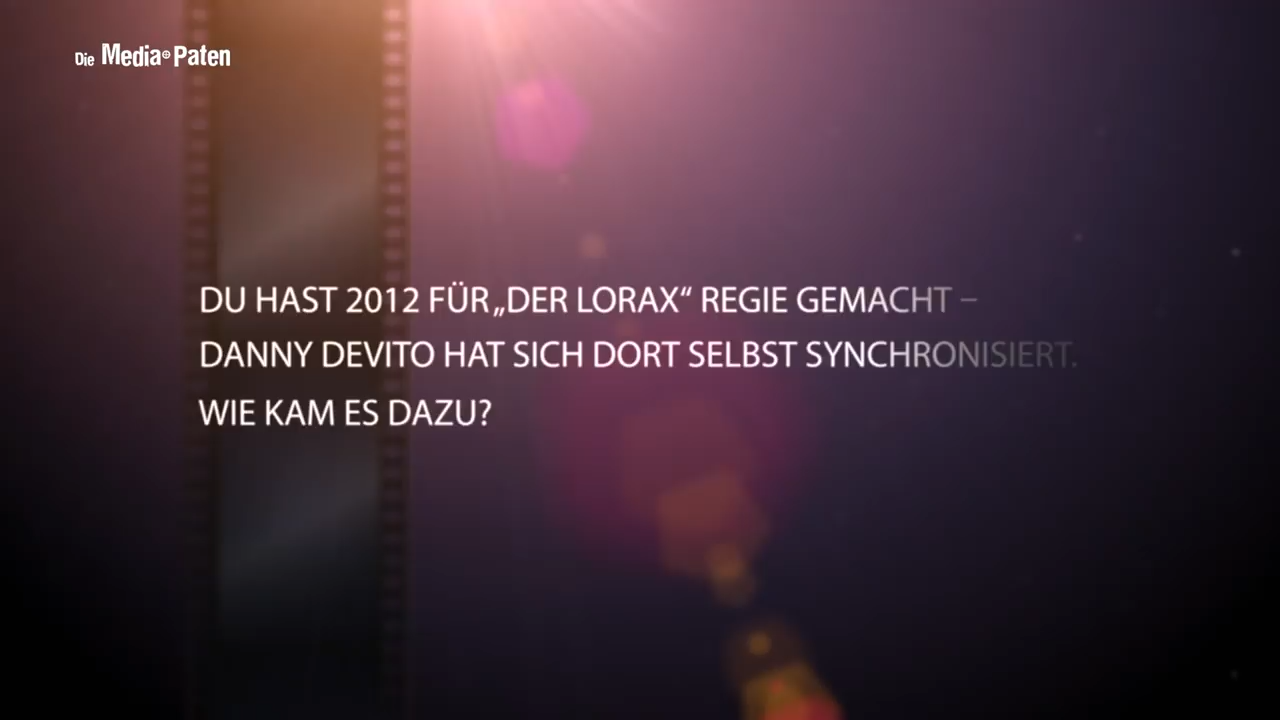 Die Media Paten
DU HAST 2012 FÜR „DER LORAX“ REGIE GEMACHT –
DANNY DEVITO HAT SICH DORT SELBST SYNCHRONISIERT.
WIE KAM ES DAZU?